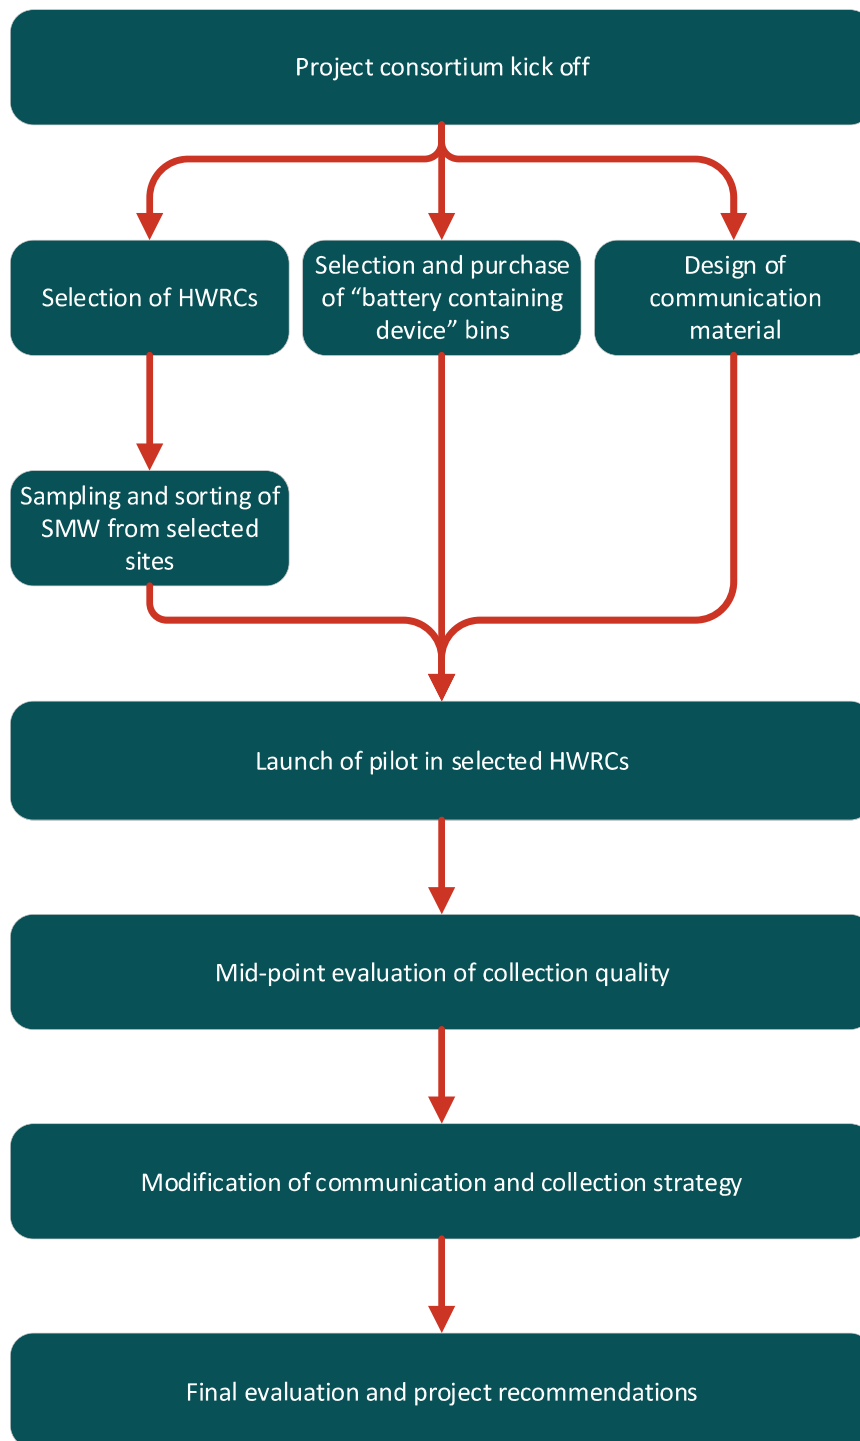 Project consortium kick off
Selection of HWRCs
Selection and purchase
of “battery containing
device” bins
Design of
communication
material
Sampling and sorting of
SMW from selected
sites
Launch of pilot in selected HWRCs
Mid-point evaluation of collection quality
Modification of communication and collection strategy
Final evaluation and project recommendations